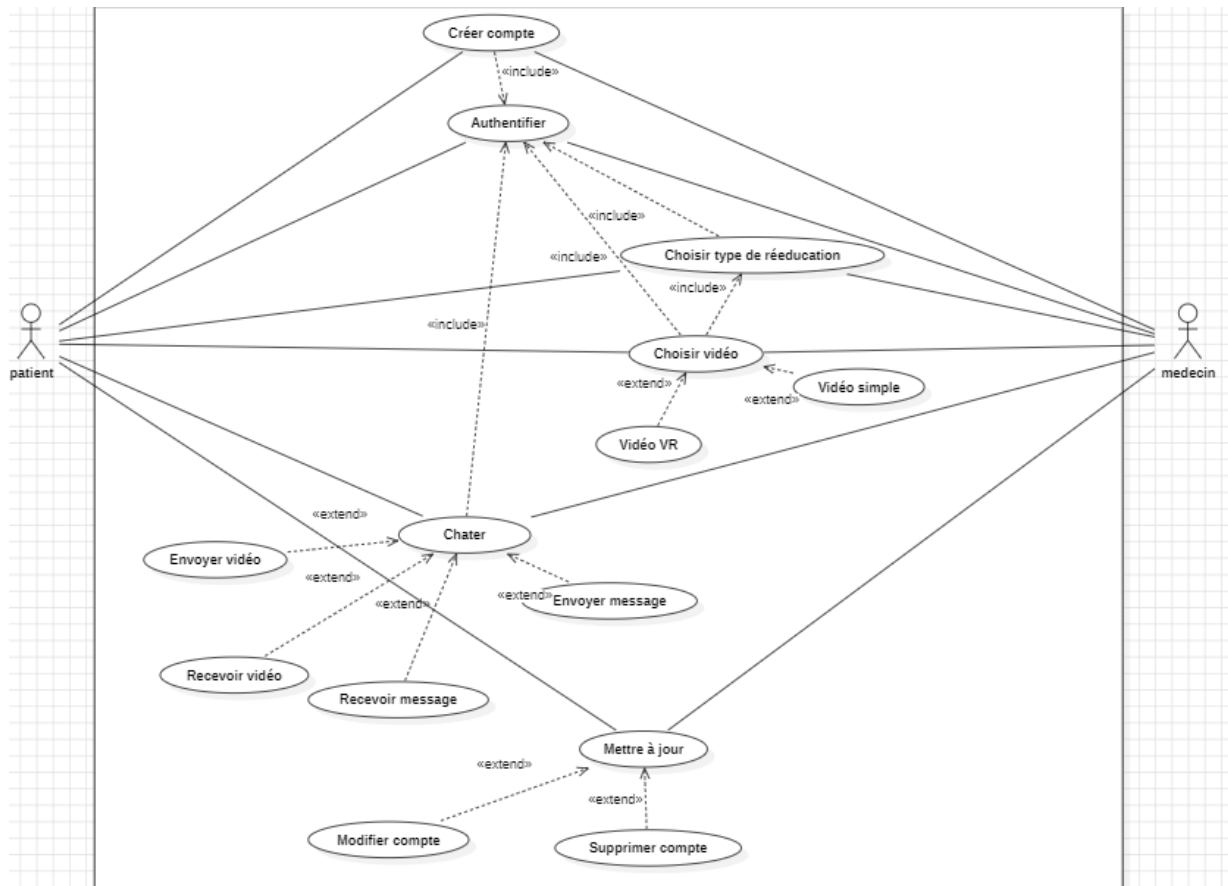 Créer compte
«include»
Authentifier
«include»
Choisir type de réeducation
«include»
«include»
«include»
patient
medecin
Choisir vidéo
«extend»
Vidéo simple
«extend»
Vidéo VR
«extend»
Chater
Envoyer vidéo
«extend»
«extend»
«extend»
Envoyer message
Recevoir vidéo
Recevoir message
Mettre à jour
«extend»
«extend»
Modifier compte
Supprimer compte